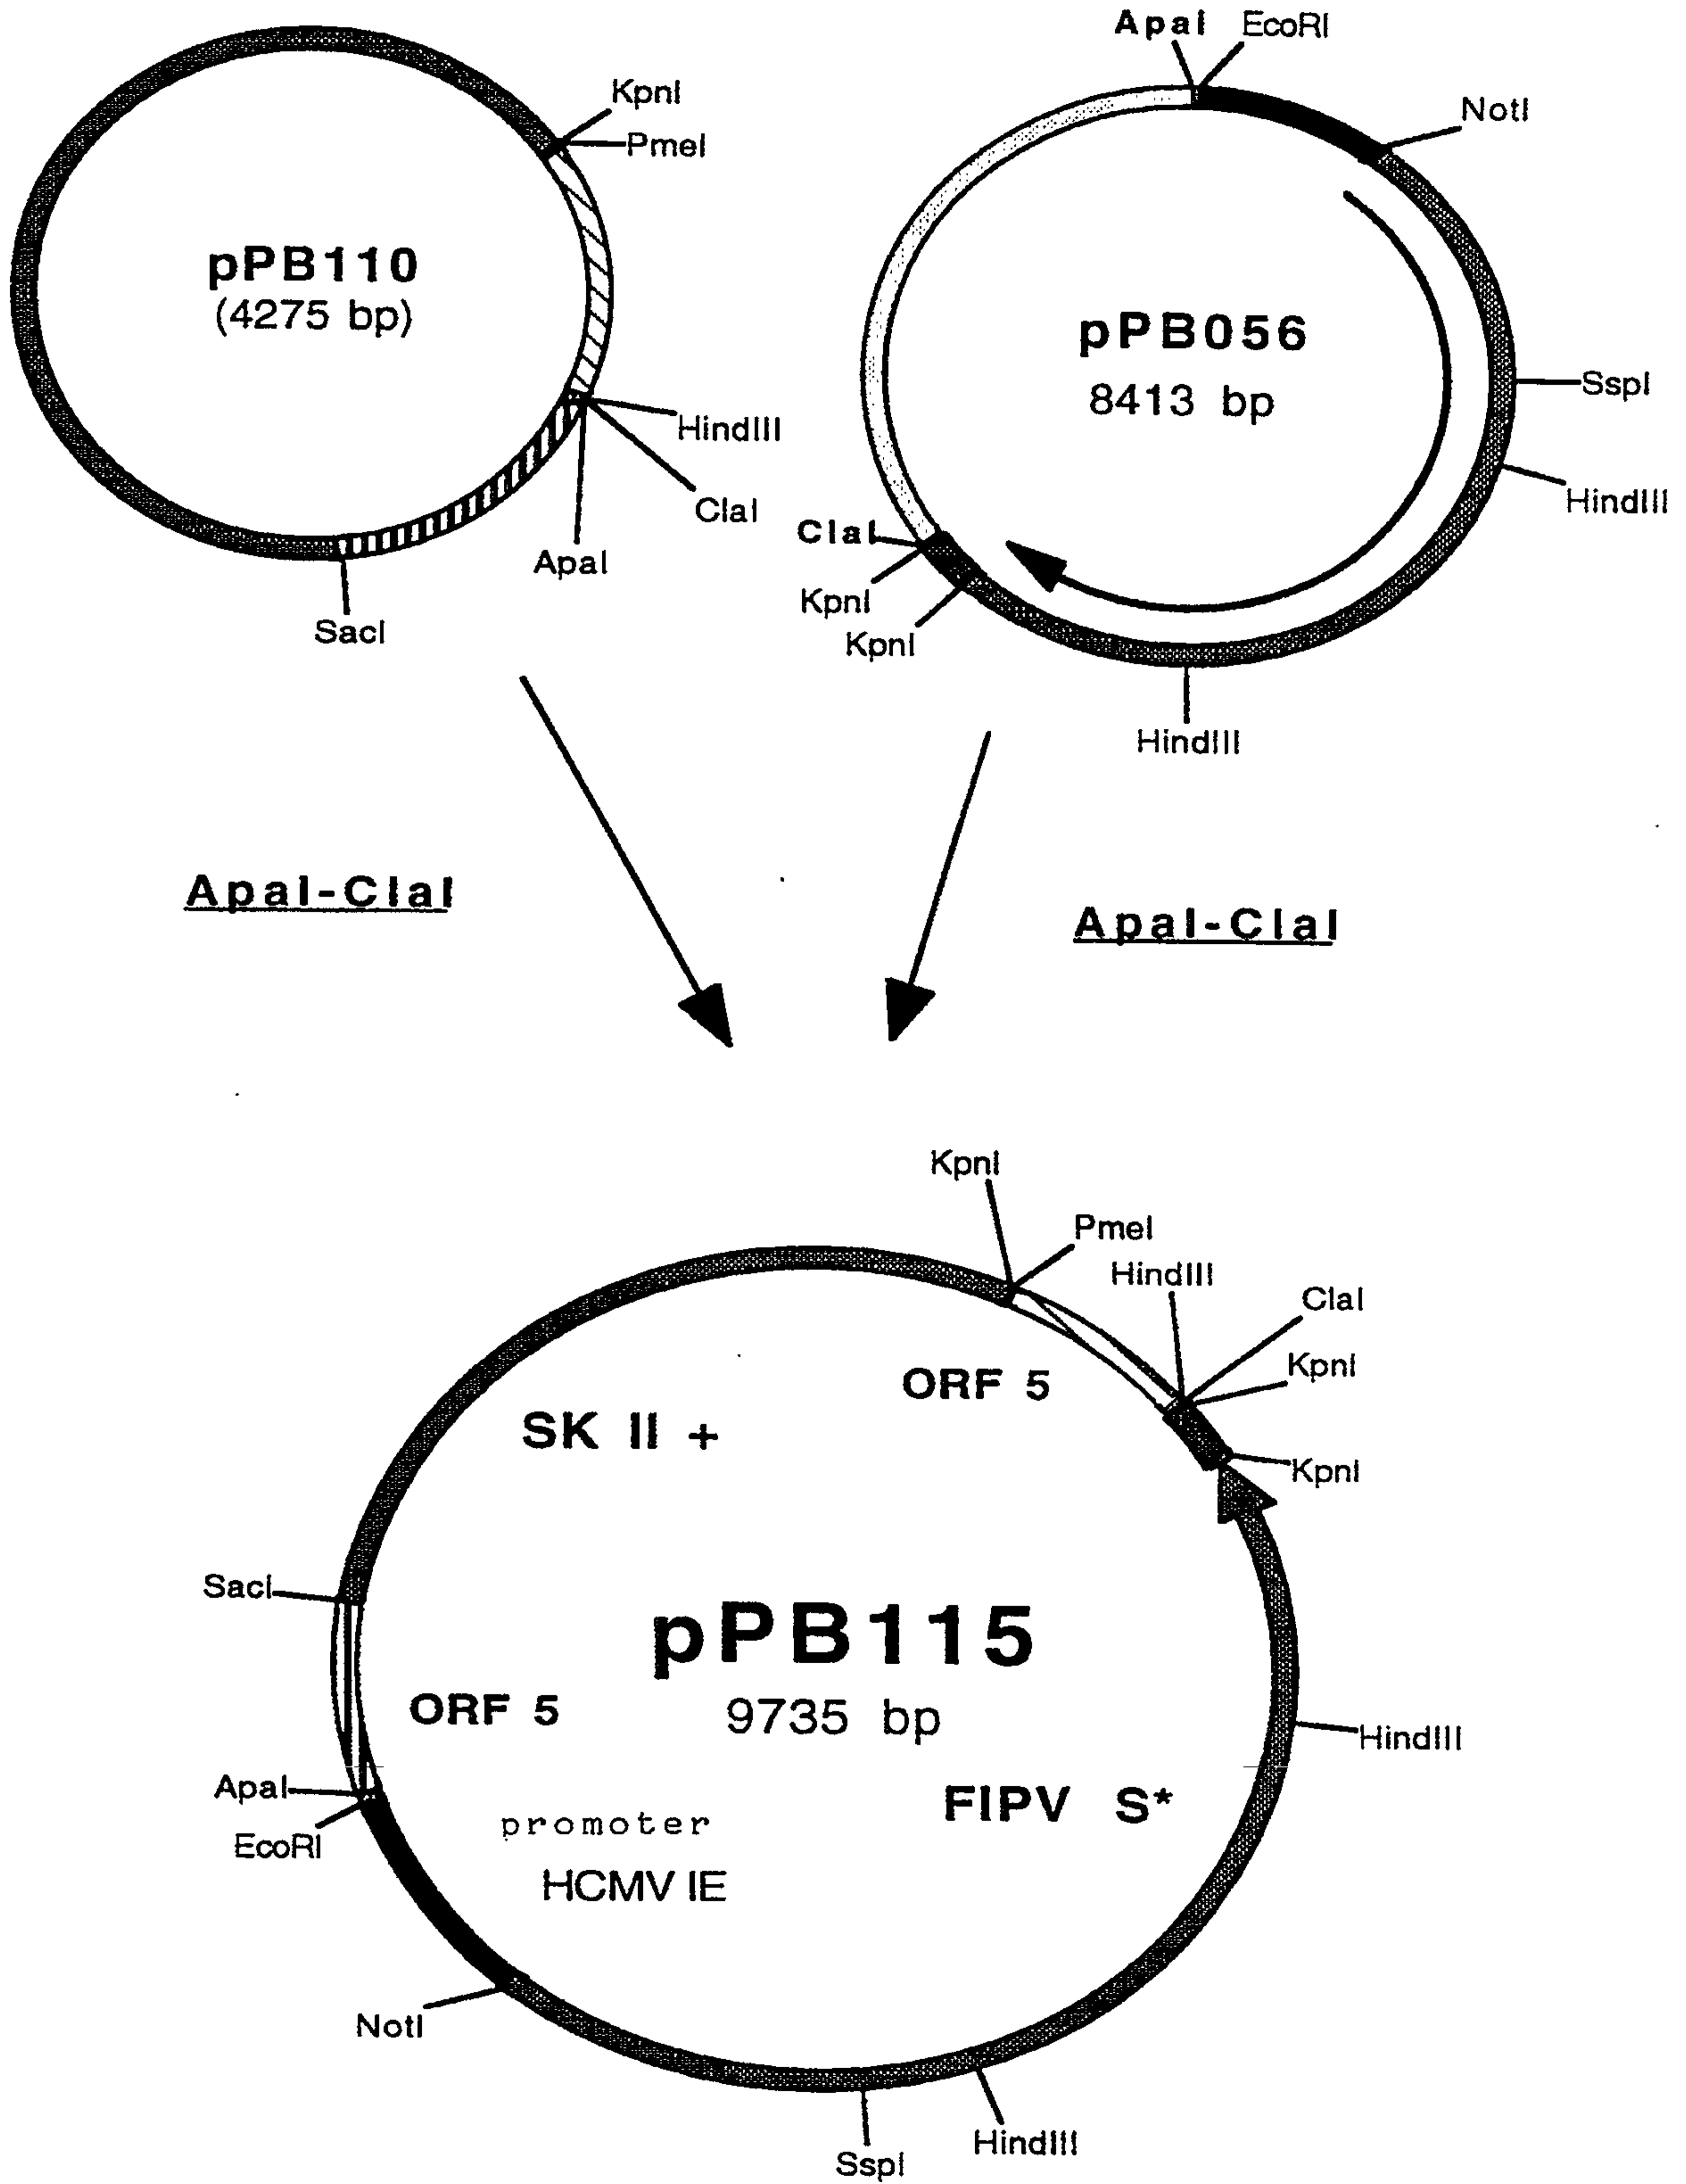 ApaI EcoRI
KpnI
NotI
PmeI
pPB110
(4275 bp)
pPB056
8413 bp
SspI
HindIII
HindIII
ClaI
ClaI
ApaI
KpnI
SacI
KpnI
HindIII
ApaI-ClaI
ApaI-ClaI
KpnI
PmeI
HindIII
ClaI
KpnI
ORF 5
SK II +
KpnI
SacI
pPB115
9735 bp
ORF 5
HindIII
ApaI
FIPV S*
promoter
EcoRI
HCMV IE
NotI
HindIII
SspI